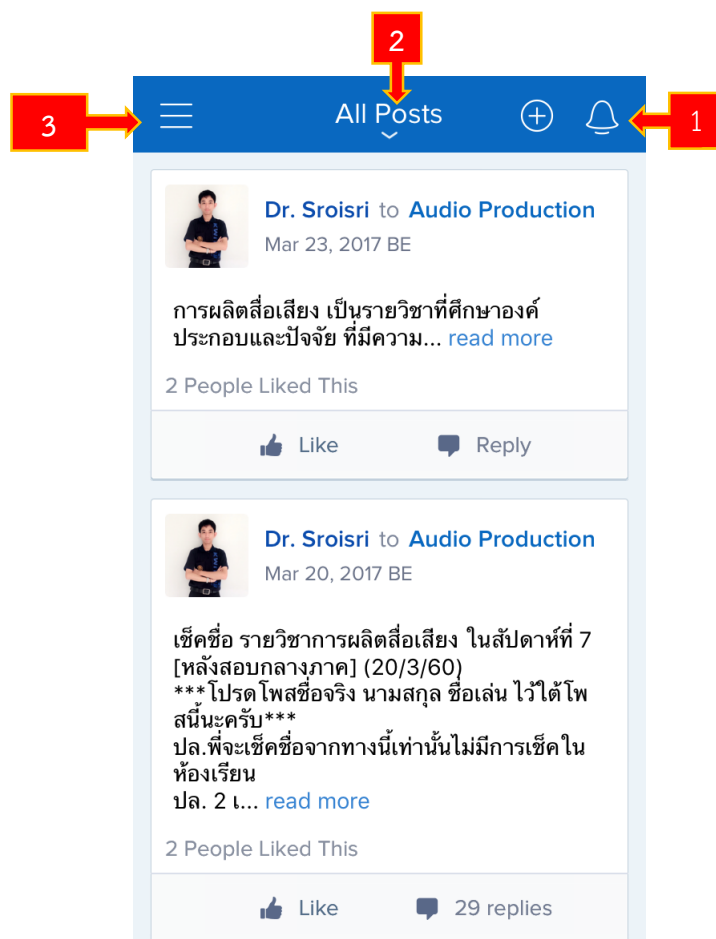 2
3
All Posts
1
Dr. Sroisri to Audio Production
Mar 23, 2017 BE
การผลิตสื่อเสียง เป็นรายวิชาที่ศึกษาองค์
ประกอบและปัจจัย ที่มีความ... read more
2 People Liked This
Like
Reply
Dr. Sroisri to Audio Production
Mar 20, 2017 BE
เช็คชื่อ รายวิชาการผลิตสื่อเสียง ในสัปดาห์ที่ 7
[หลังสอบกลางภาค] (20/3/60)
***โปรดโพสชื่อจริง นามสกุล ชื่อเล่น ไว้ใต้โพ
สนี้นะครับ***
ปล.พี่จะเช็คชื่อจากทางนี้เท่านั้นไม่มีการเช็คใน
ห้องเรียน
ปล. 2 เ... read more
2 People Liked This
Like
29 replies